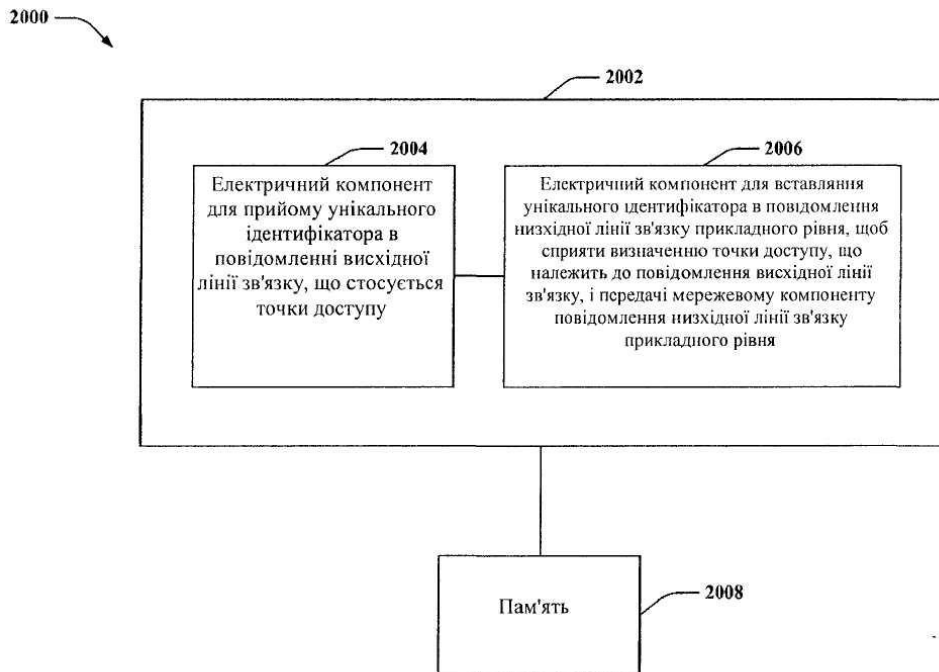 2000
2002
2004
Електричний компонент
для прийому унікального
ідентифікатора в
повідомленні висхідної
лінії зв'язку, що стосується
точки доступу
2006
Електричний компонент для вставляння
унікального ідентифікатора в повідомлення
низхідної лінії зв'язку прикладного рівня, щоб
сприяти визначенню точки доступу, що
належить до повідомлення висхідної лінії
зв'язку, і передачі мережевому компоненту
повідомлення низхідної лінії зв'язку
прикладного рівня
Пам'ять
2008